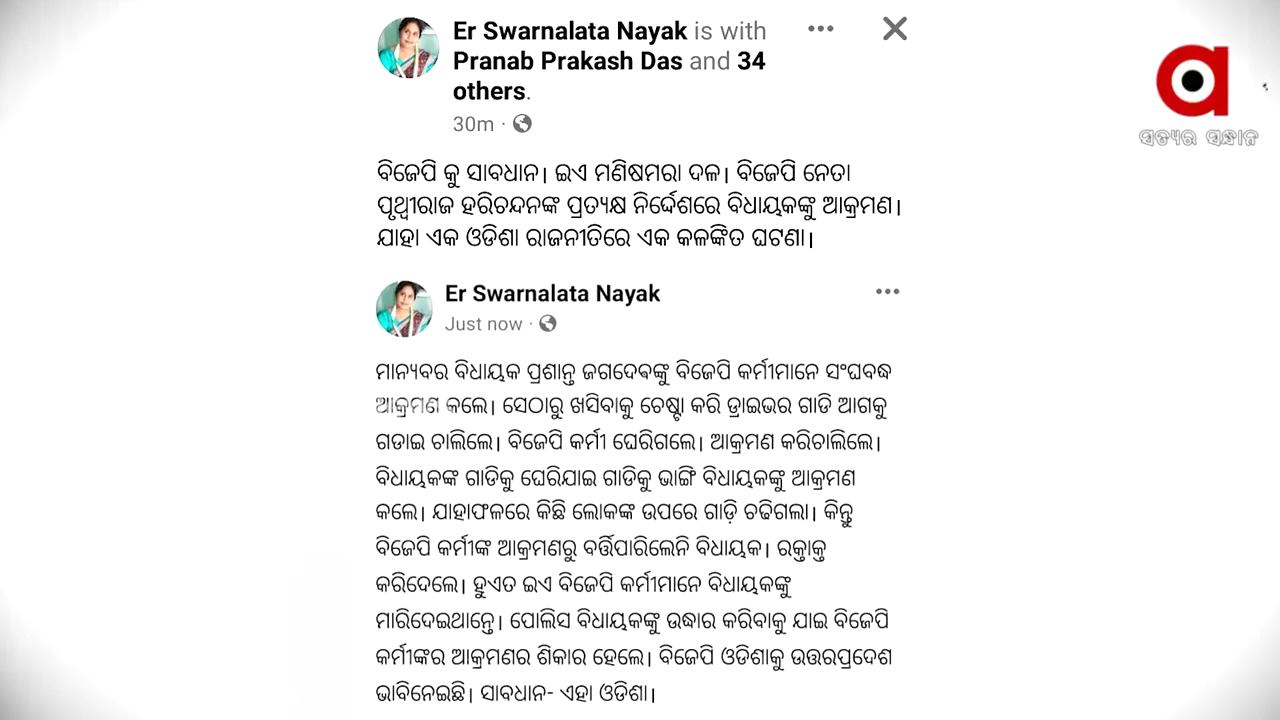 Er Swarnalata Nayak is with
Pranab Prakash Das and 34
others.
30m ·
ବିଜେପି କୁ ସାବଧାନ। ଇଏ ମଣିଷମରା ଦଳ। ବିଜେପି ନେତା
ପୃଥ୍ୱୀରାଜ ହରିଚନ୍ଦନଙ୍କ ପ୍ରତ୍ୟକ୍ଷ ନିର୍ଦ୍ଦେଶରେ ବିଧାୟକଙ୍କୁ ଆକ୍ରମଣ।
ଯାହା ଏକ ଓଡିଶା ରାଜନୀତିରେ ଏକ କଳଙ୍କିତ ଘଟଣା।
Er Swarnalata Nayak
Just now ·
ମାନ୍ୟବର ବିଧାୟକ ପ୍ରଶାନ୍ତ ଜଗଦେବଙ୍କୁ ବିଜେପି କର୍ମୀମାନେ ସଂଘବଦ୍ଧ
ଆକ୍ରମଣ କଲେ। ସେଠାରୁ ଖସିବାକୁ ଚେଷ୍ଟା କରି ଡ୍ରାଇଭର ଗାଡି ଆଗକୁ
ଗଡାଇ ଚାଲିଲେ। ବିଜେପି କର୍ମୀ ଘେରିଗଲେ। ଆକ୍ରମଣ କରିଚାଲିଲେ।
ବିଧାୟକଙ୍କ ଗାଡିକୁ ଘେରିଯାଇ ଗାଡିକୁ ଭାଙ୍ଗି ବିଧାୟକଙ୍କୁ ଆକ୍ରମଣ
କଲେ। ଯାହାଫଳରେ କିଛି ଲୋକଙ୍କ ଉପରେ ଗାଡ଼ି ଚଢିଗଲା। କିନ୍ତୁ
ବିଜେପି କର୍ମୀଙ୍କ ଆକ୍ରମଣରୁ ବର୍ତ୍ତିପାରିଲେନି ବିଧାୟକ। ରକ୍ତାକ୍ତ
କରିଦେଲେ। ହୁଏତ ଇଏ ବିଜେପି କର୍ମୀମାନେ ବିଧାୟକଙ୍କୁ
ମାରିଦେଇଥାନ୍ତେ। ପୋଲିସ ବିଧାୟକଙ୍କୁ ଉଦ୍ଧାର କରିବାକୁ ଯାଇ ବିଜେପି
କର୍ମୀଙ୍କର ଆକ୍ରମଣର ଶିକାର ହେଲେ। ବିଜେପି ଓଡିଶାକୁ ଉତ୍ତରପ୍ରଦେଶ
ଭାବିନେଇଛି। ସାବଧାନ- ଏହା ଓଡିଶା।
ସତ୍ୟର ସନ୍ଧାନ